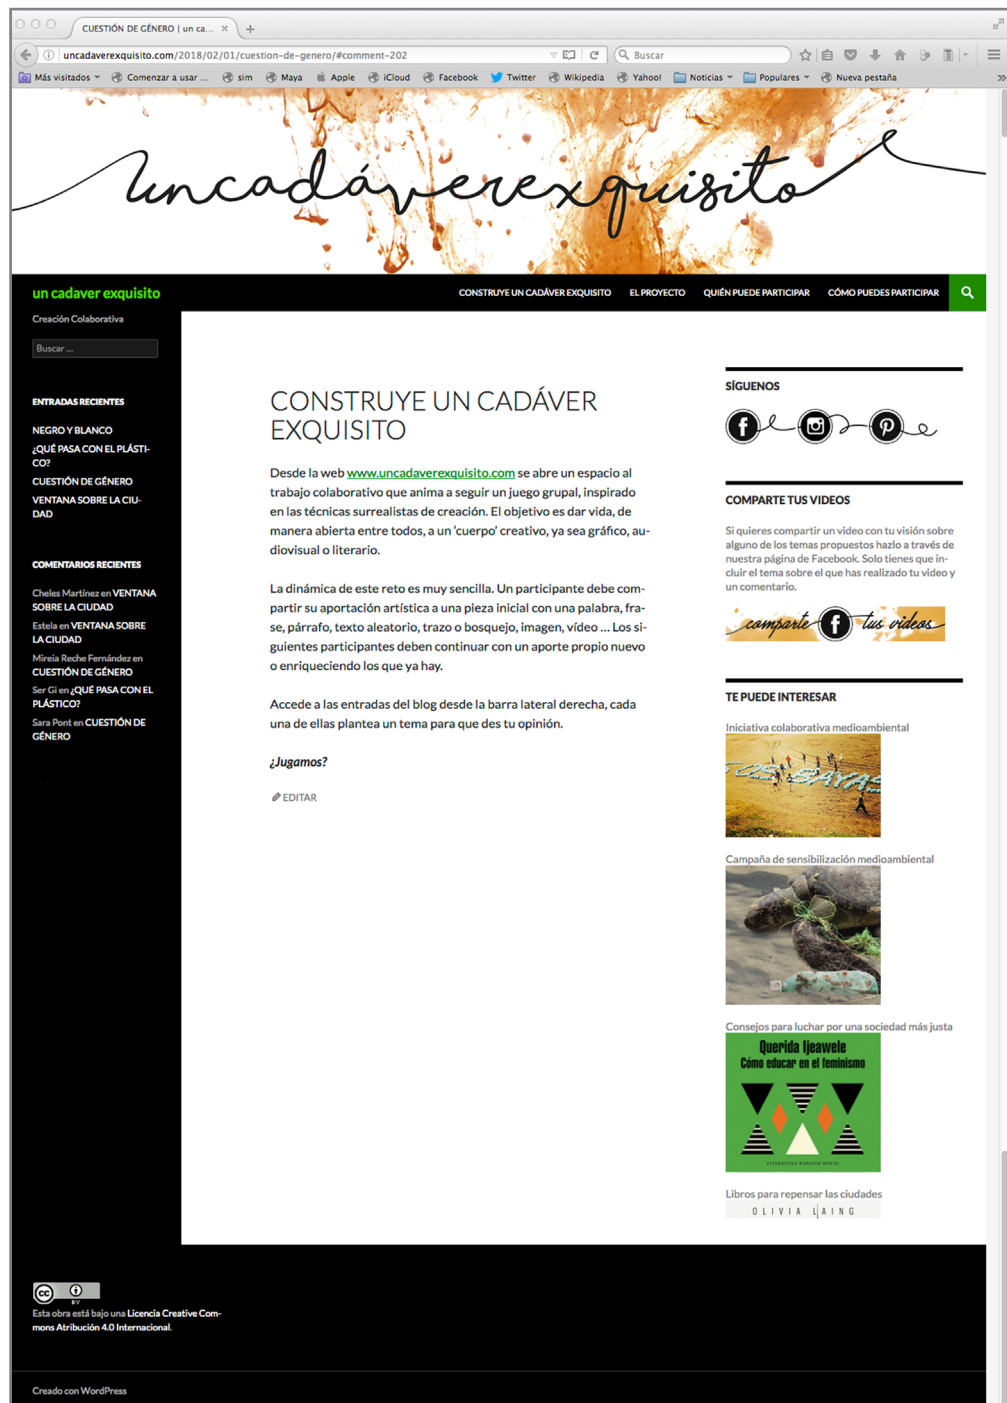 CUESTIÓN DE GÉNERO | un ca...
uncadaverexquisito.com/2018/02/01/cuestion-de-genero/#comment-202
Buscar
Más visitados
Comenzar a usar ...
sim
Maya
Apple
iCloud
Facebook
Twitter
Wikipedia
Yahoo!
Noticias
Populares
Nueva pestaña
uncadáverexquisito
un cadaver exquisito
CONSTRUYE UN CADÁVER EXQUISITO
EL PROYECTO
QUIÉN PUEDE PARTICIPAR
CÓMO PUEDES PARTICIPAR
Creación Colaborativa
Buscar ...
ENTRADAS RECIENTES
NEGRO Y BLANCO
¿QUÉ PASA CON EL PLÁSTI-
CO?
CUESTIÓN DE GÉNERO
VENTANA SOBRE LA CIU-
DAD
COMENTARIOS RECIENTES
Cheles Martínez en VENTANA
SOBRE LA CIUDAD
Estela en VENTANA SOBRE
LA CIUDAD
Mireia Reche Fernández en
CUESTIÓN DE GÉNERO
Ser Gi en ¿QUÉ PASA CON EL
PLÁSTICO?
Sara Pont en CUESTIÓN DE
GÉNERO
CONSTRUYE UN CADÁVER
EXQUISITO
Desde la web www.uncadaverexquisito.com se abre un espacio al
trabajo colaborativo que anima a seguir un juego grupal, inspirado
en las técnicas surrealistas de creación. El objetivo es dar vida, de
manera abierta entre todos, a un ‘cuerpo’ creativo, ya sea gráfico, au-
diovisual o literario.
La dinámica de este reto es muy sencilla. Un participante debe com-
partir su aportación artística a una pieza inicial con una palabra, fra-
se, párrafo, texto aleatorio, trazo o bosquejo, imagen, vídeo ... Los si-
guientes participantes deben continuar con un aporte propio nuevo
o enriqueciendo los que ya hay.
Accede a las entradas del blog desde la barra lateral derecha, cada
una de ellas plantea un tema para que des tu opinión.
¿Jugamos?
EDITAR
SÍGUENOS
COMPARTE TUS VIDEOS
Si quieres compartir un video con tu visión sobre
alguno de los temas propuestos hazlo a través de
nuestra página de Facebook. Solo tienes que in-
cluir el tema sobre el que has realizado tu video y
un comentario.
comparte f tus videos
TE PUEDE INTERESAR
Iniciativa colaborativa medioambiental
TOS BAYAS
Campaña de sensibilización medioambiental
Consejos para luchar por una sociedad más justa
Querida Ijeawele
Cómo educar en el feminismo
LITERATURA RANDOM HOUSE
Libros para repensar las ciudades
OLIVIA LAING
cc
BY
Esta obra está bajo una Licencia Creative Com-
mons Atribución 4.0 Internacional.
Creado con WordPress